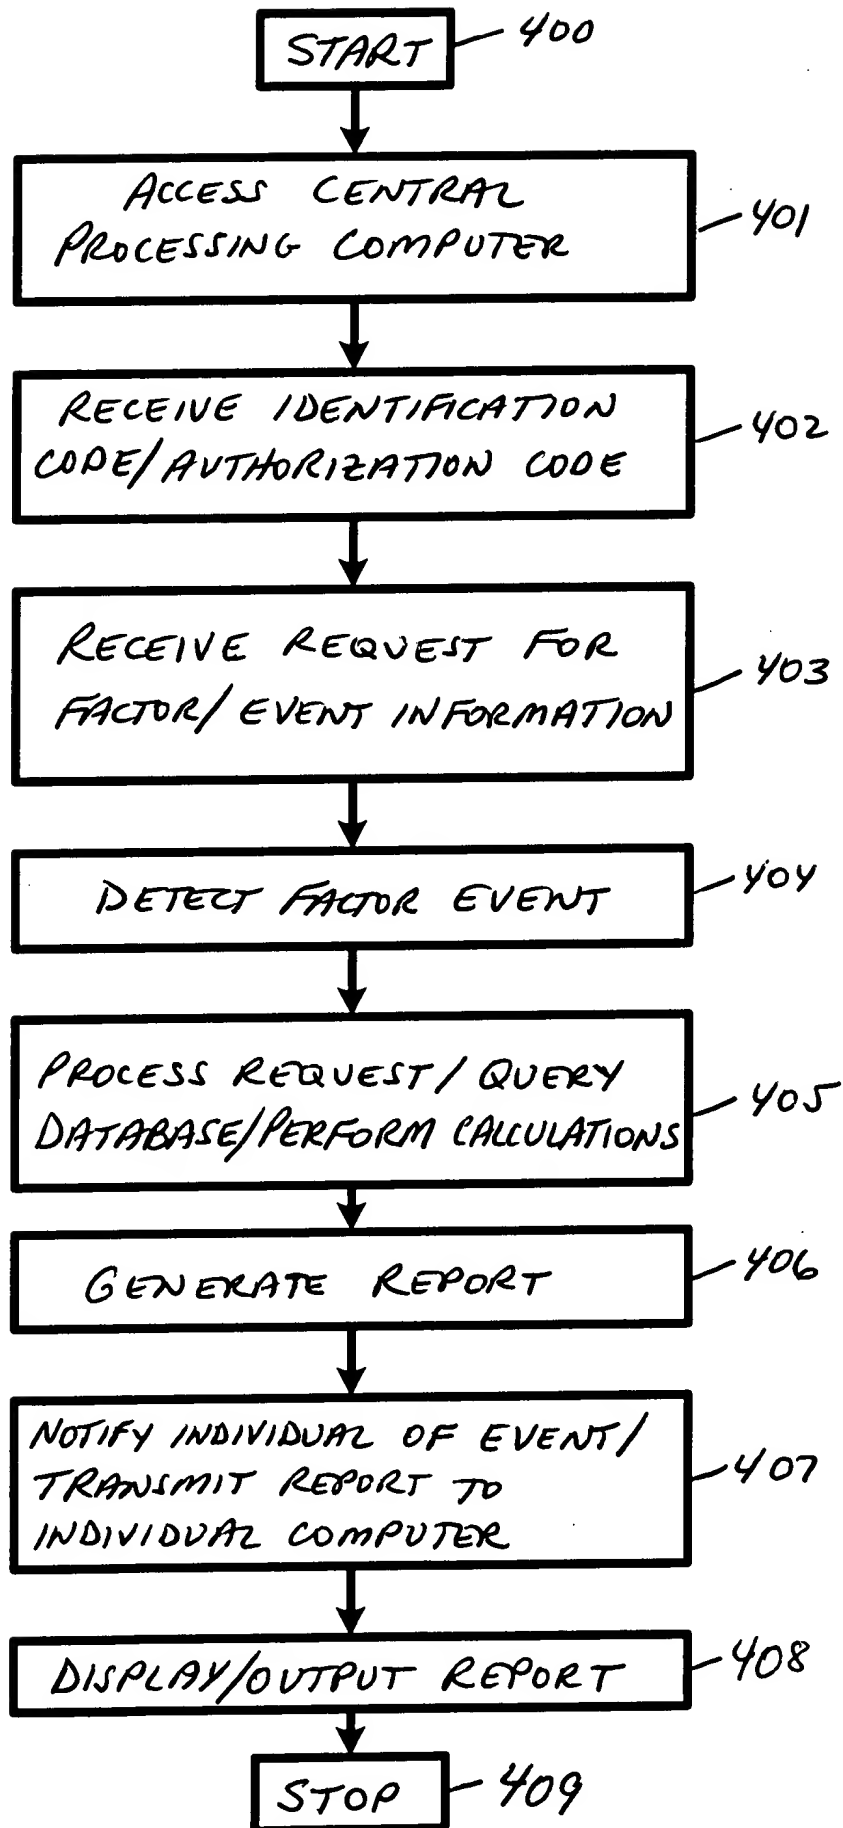 START
400
ACCESS CENTRAL
PROCESSING COMPUTER
401
RECEIVE IDENTIFICATION
CODE/AUTHORIZATION CODE
402
RECEIVE REQUEST FOR
FACTOR/EVENT INFORMATION
403
DETECT FACTOR EVENT
404
PROCESS REQUEST/QUERY
DATABASE/PERFORM CALCULATIONS
405
GENERATE REPORT
406
NOTIFY INDIVIDUAL OF EVENT/
TRANSMIT REPORT TO
INDIVIDUAL COMPUTER
407
DISPLAY/OUTPUT REPORT
408
STOP
409